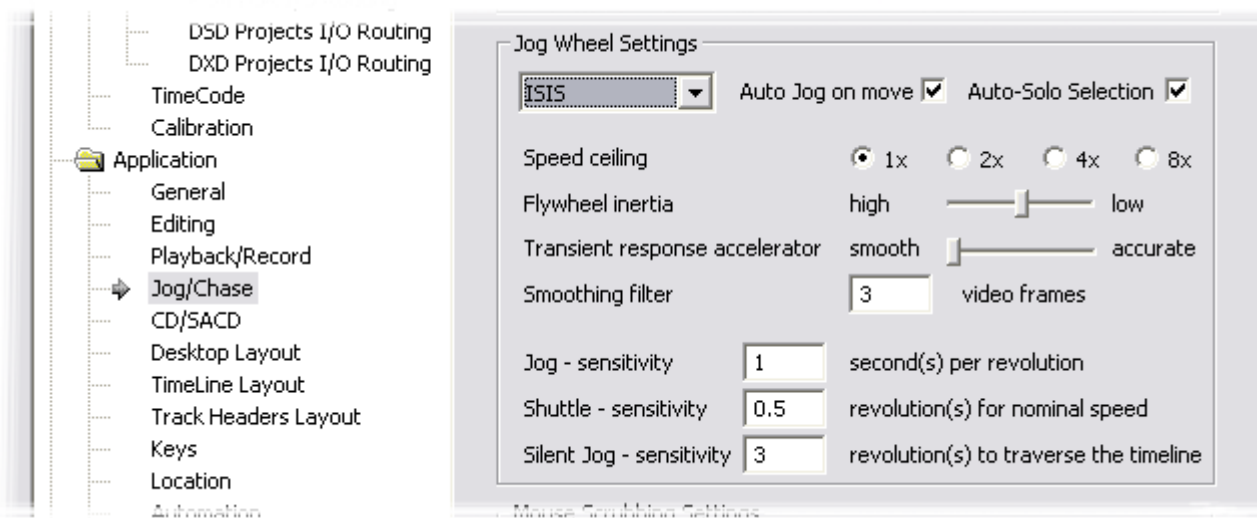 DSD Projects I/O Routing
DXD Projects I/O Routing
TimeCode
Calibration
Application
General
Editing
Playback/Record
Jog/Chase
CD/SACD
Desktop Layout
TimeLine Layout
Track Headers Layout
Keys
Location
Automation
Jog Wheel Settings
ISIS Auto Jog on move Auto-Solo Selection
Speed ceiling 1x 2x 4x 8x
Flywheel inertia high low
Transient response accelerator smooth accurate
Smoothing filter 3 video frames
Jog - sensitivity 1 second(s) per revolution
Shuttle - sensitivity 0.5 revolution(s) for nominal speed
Silent Jog - sensitivity 3 revolution(s) to traverse the timeline
Mouse Scrubbing Settings